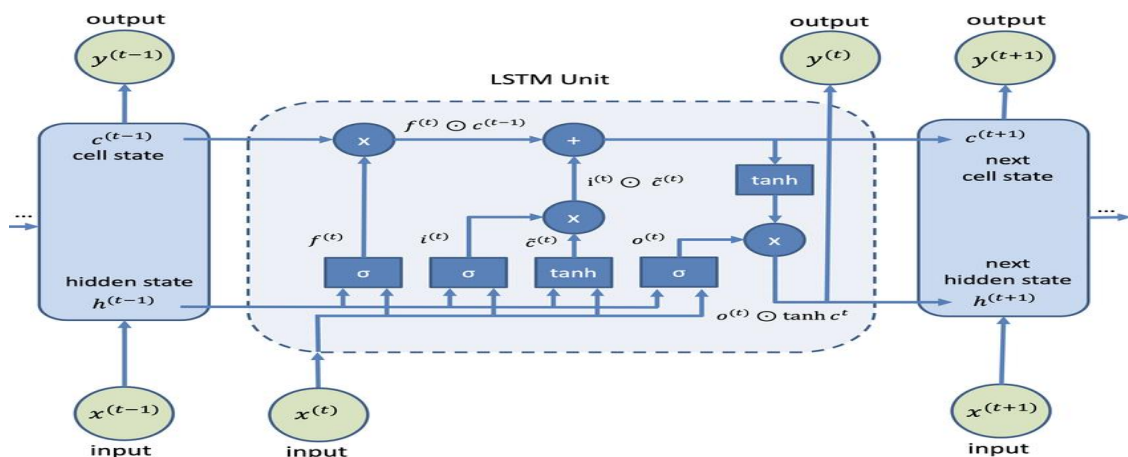 output
output
output
y^(t−1)
y^(t)
y^(t+1)
LSTM Unit
c^(t−1)
cell state
x
f^(t) ⊙ c^(t−1)
+
c^(t+1)
next
cell state
tanh
i^(t) ⊙ c̃^(t)
...
...
x
f^(t)
i^(t)
c̃^(t)
o^(t)
x
σ
σ
tanh
σ
hidden state
h^(t−1)
next
hidden state
h^(t+1)
o^(t) ⊙ tanh c^t
x^(t−1)
x^(t)
x^(t+1)
input
input
input